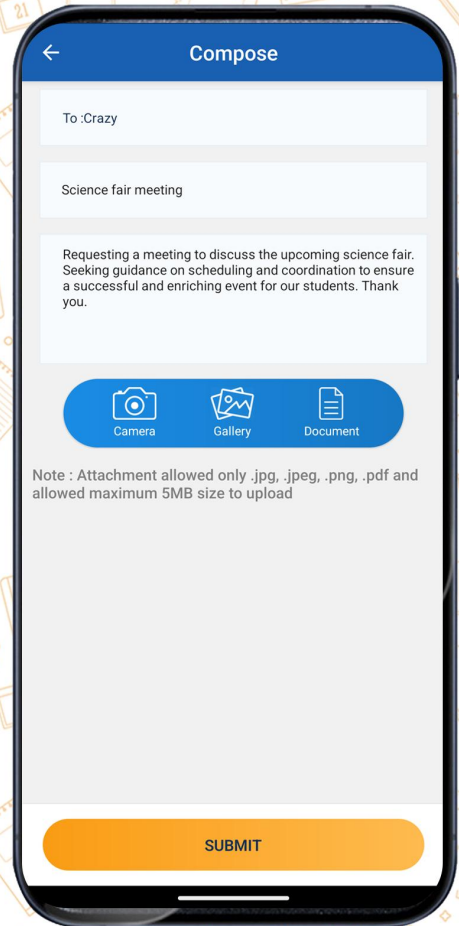 21
Compose
To :Crazy
Science fair meeting
Requesting a meeting to discuss the upcoming science fair.
Seeking guidance on scheduling and coordination to ensure
a successful and enriching event for our students. Thank
you.
Camera Gallery Document
Note : Attachment allowed only .jpg, .jpeg, .png, .pdf and
allowed maximum 5MB size to upload
SUBMIT